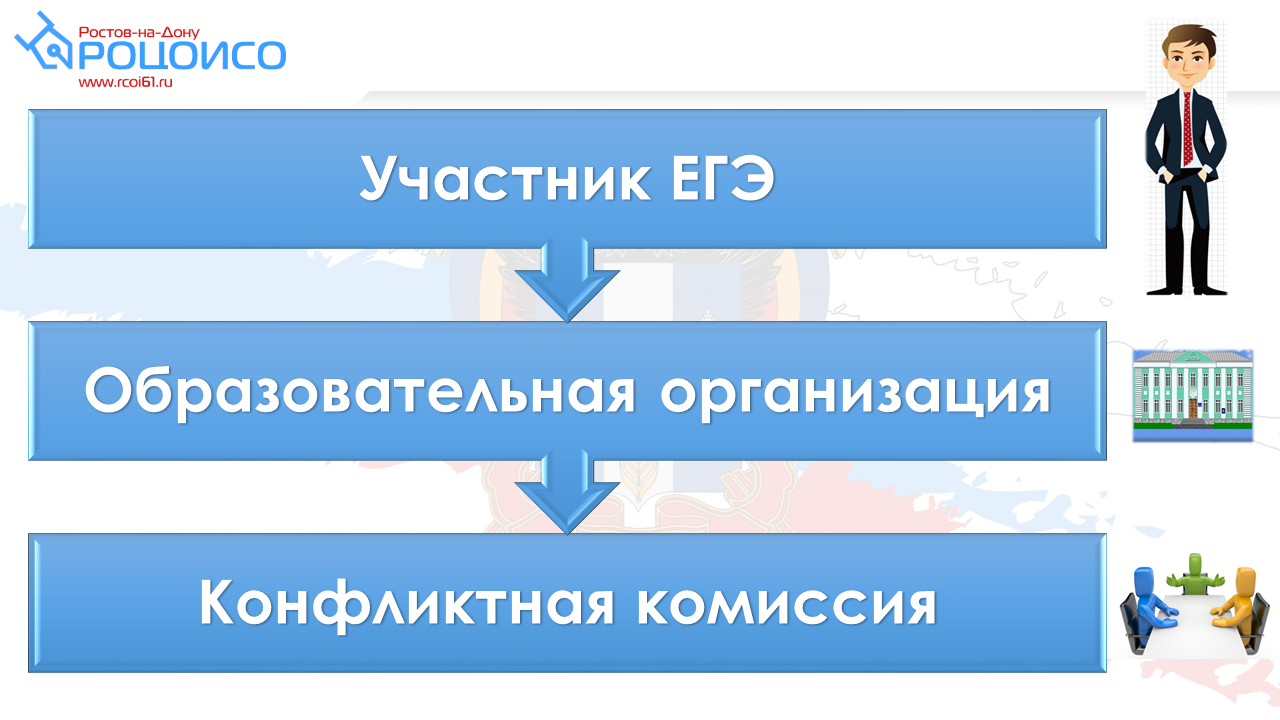 Ростов-на-Дону
РОЦОИСО
www.rcoi61.ru
Участник ЕГЭ
Образовательная организация
Конфликтная комиссия